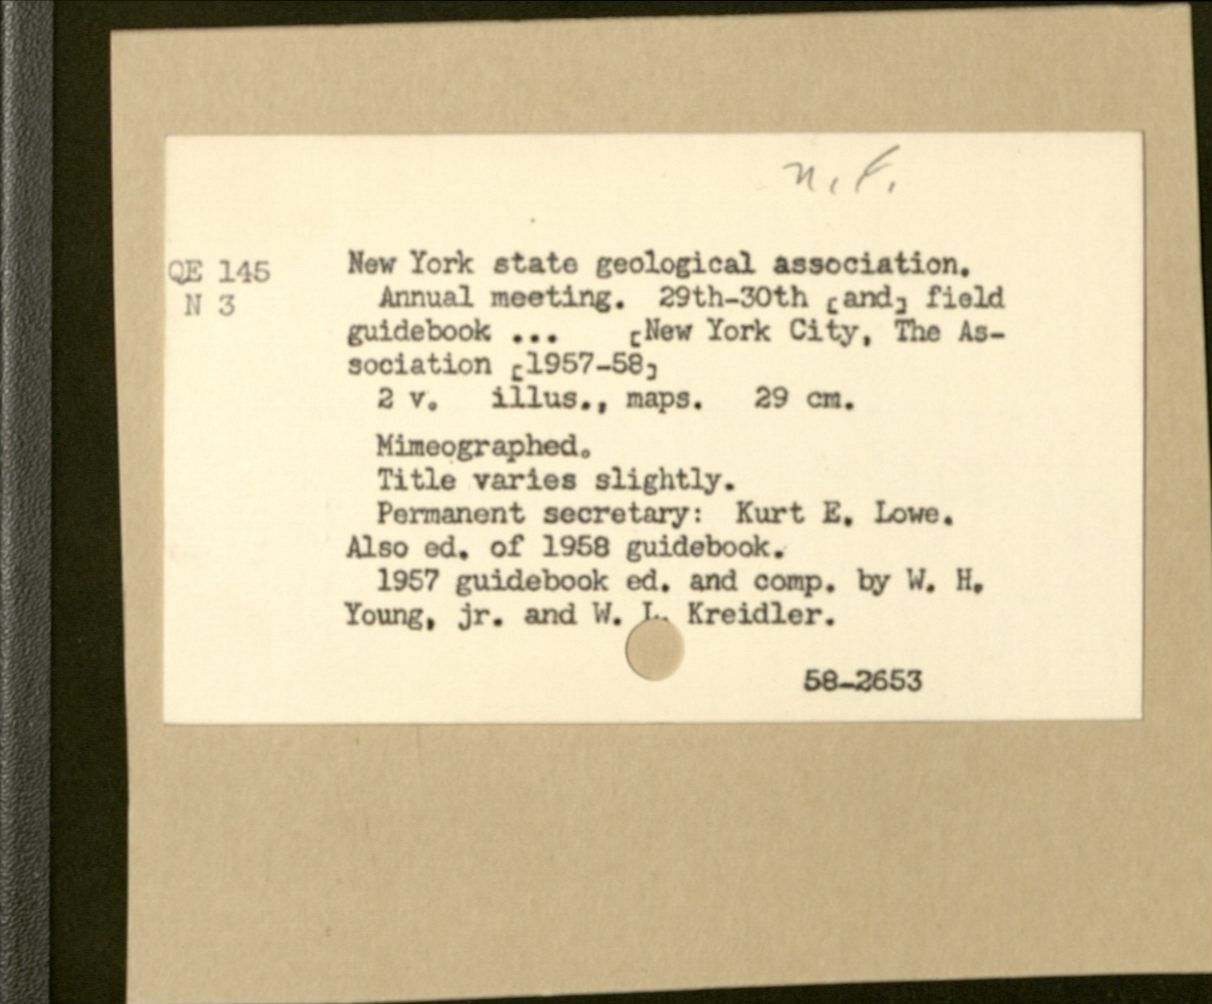 n.f.
QE 145
N 3
New York state geological association.
Annual meeting. 29th-30th [and] field
guidebook ... [New York City, The As-
sociation [1957-58]
2 v. illus., maps. 29 cm.
Mimeographed.
Title varies slightly.
Permanent secretary: Kurt E. Lowe.
Also ed. of 1958 guidebook.
1957 guidebook ed. and comp. by W. H.
Young, jr. and W. L. Kreidler.
58-2653